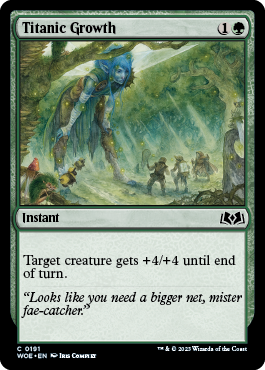 Titanic Growth 1
Instant
Target creature gets +4/+4 until end
of turn.
“Looks like you need a bigger net, mister
fae-catcher.”
C 0191
WOE • EN Iris Compiet
™ & © 2023 Wizards of the Coast